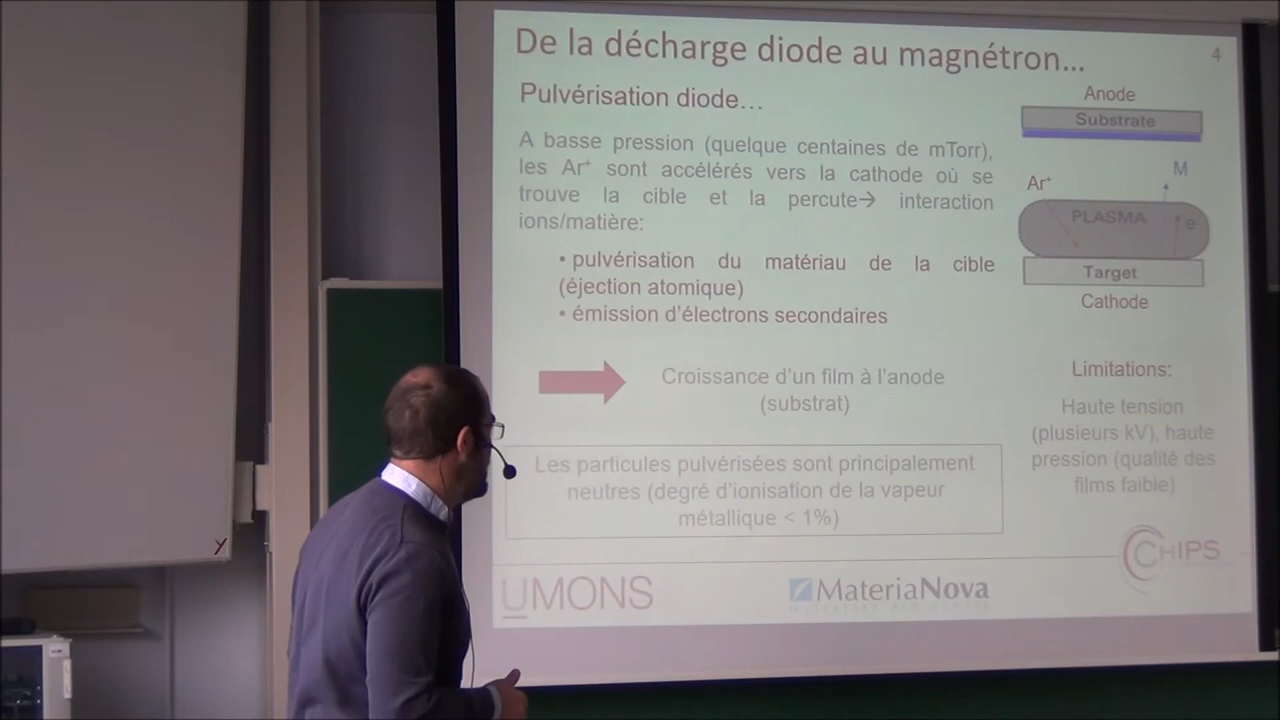 De la décharge diode au magnétron...
4
Pulvérisation diode...
A basse pression (quelque centaines de mTorr),
les Ar⁺ sont accélérés vers la cathode où se
trouve la cible et la percute→ interaction
ions/matière:
• pulvérisation du matériau de la cible
(éjection atomique)
• émission d'électrons secondaires
Croissance d'un film à l'anode
(substrat)
Les particules pulvérisées sont principalement
neutres (degré d'ionisation de la vapeur
métallique < 1%)
Anode
Substrate
M
Ar⁺
PLASMA
e
Target
Cathode
Limitations:
Haute tension
(plusieurs kV), haute
pression (qualité des
films faible)
UMONS
MateriaNova
CHIPS